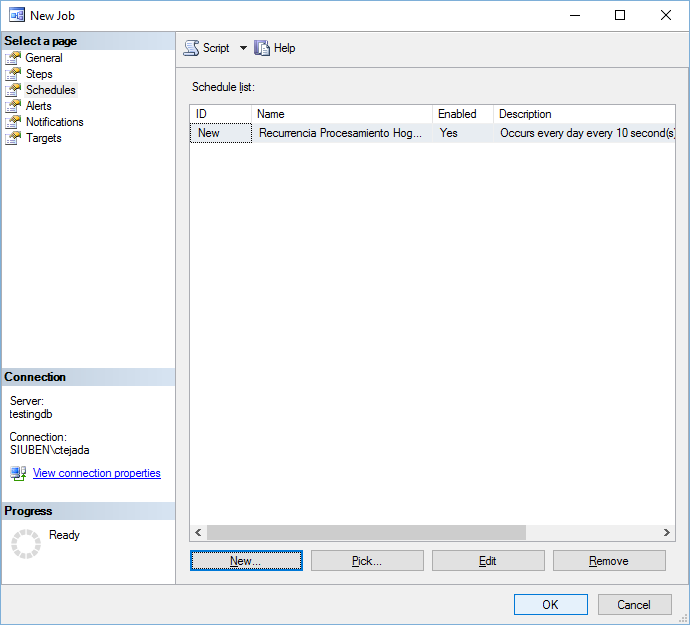 New Job
Select a page
General
Steps
Schedules
Alerts
Notifications
Targets
Script
Help
Schedule list:
ID Name Enabled Description
New Recurrencia Procesamiento Hog... Yes Occurs every day every 10 second(s)
Connection
Server:
testingdb
Connection:
SIUBEN\ctejada
View connection properties
Progress
Ready
New... Pick... Edit Remove
OK Cancel